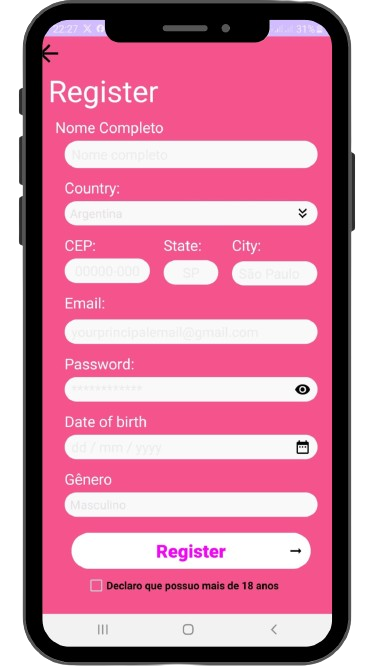 22:27 31%
Register
Nome Completo
Nome completo
Country:
Argentina
CEP: State: City:
00000.000 SP São Paulo
Email:
yourprincipalemail@gmail.com
Password:
************
Date of birth
dd / mm / yyyy
Gênero
Masculino
Register
Declaro que possuo mais de 18 anos